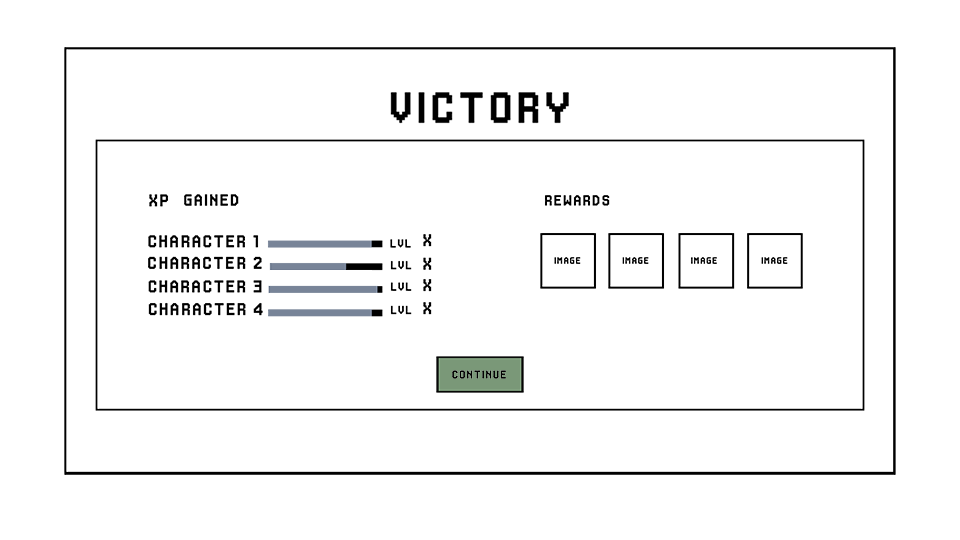 VICTORY
XP GAINED
CHARACTER 1 LVL X
CHARACTER 2 LVL X
CHARACTER 3 LVL X
CHARACTER 4 LVL X
REWARDS
IMAGE IMAGE IMAGE IMAGE
CONTINUE